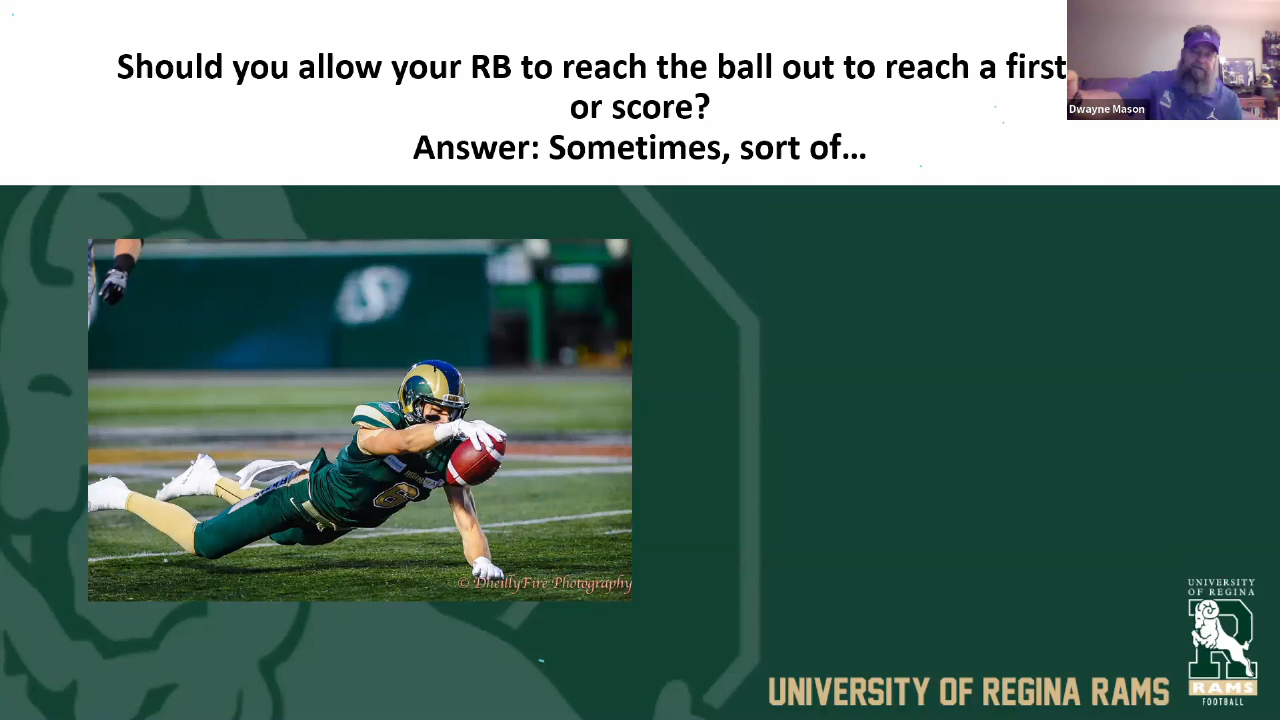 Should you allow your RB to reach the ball out to reach a first
or score?
Answer: Sometimes, sort of...
Dwayne Mason
6
© DheillyFire Photography
UNIVERSITY
OF REGINA
R
RAMS
FOOTBALL
UNIVERSITY OF REGINA RAMS